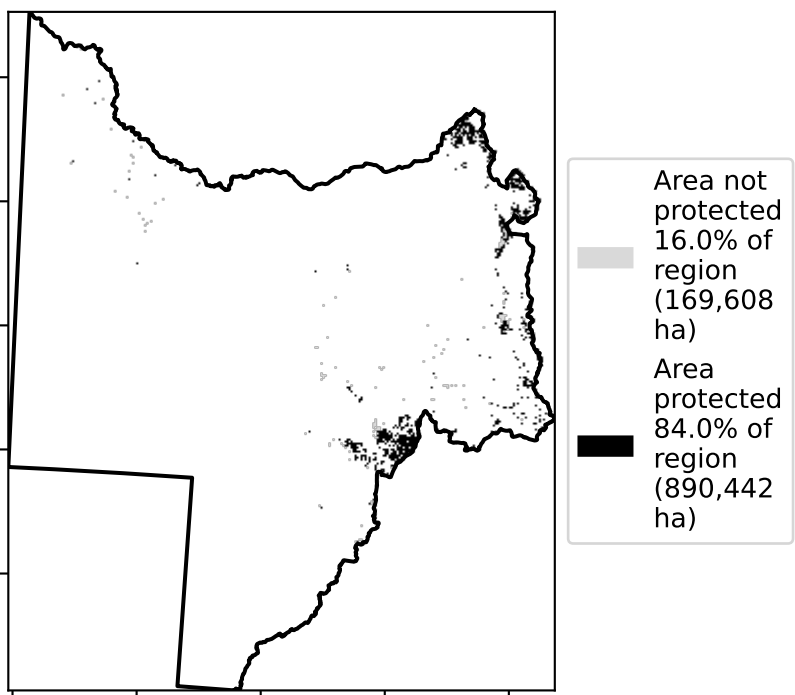 Area not
protected
16.0% of
region
(169,608
ha)
Area
protected
84.0% of
region
(890,442
ha)